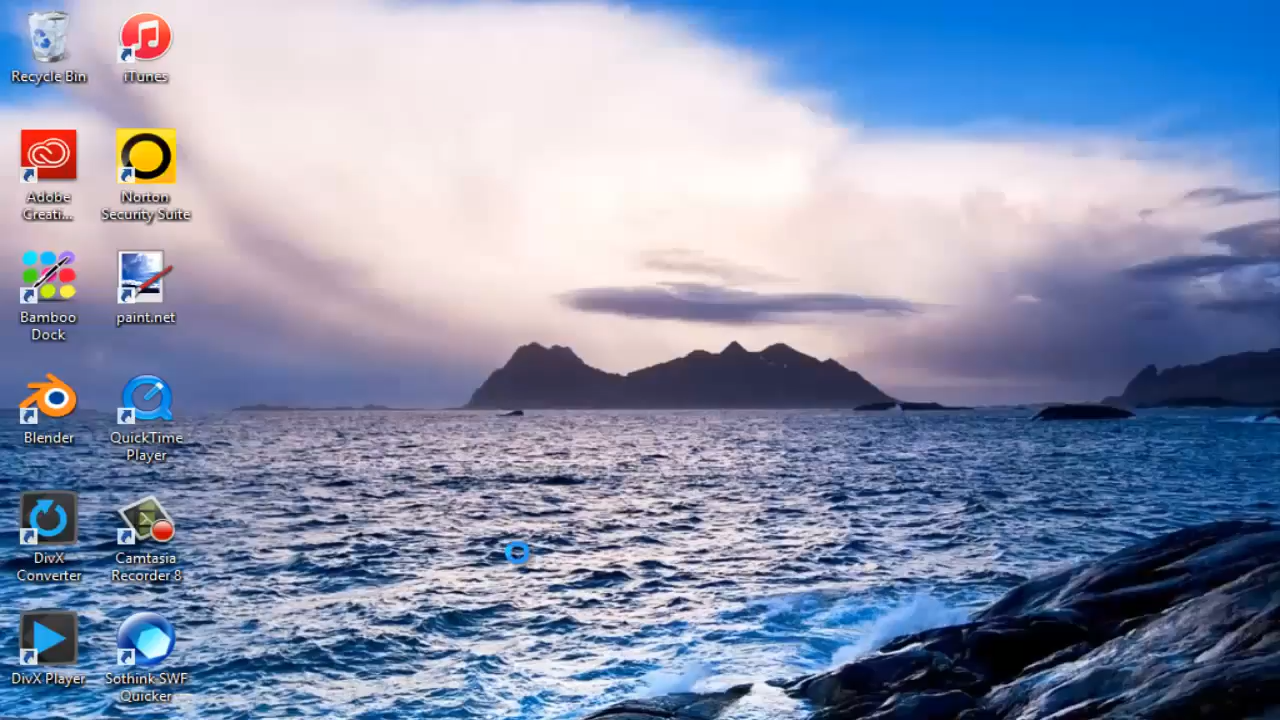 Recycle Bin
iTunes
Adobe
Creati...
Norton
Security Suite
Bamboo
Dock
paint.net
Blender
QuickTime
Player
DivX
Converter
Camtasia
Recorder 8
DivX Player
Sothink SWF
Quicker